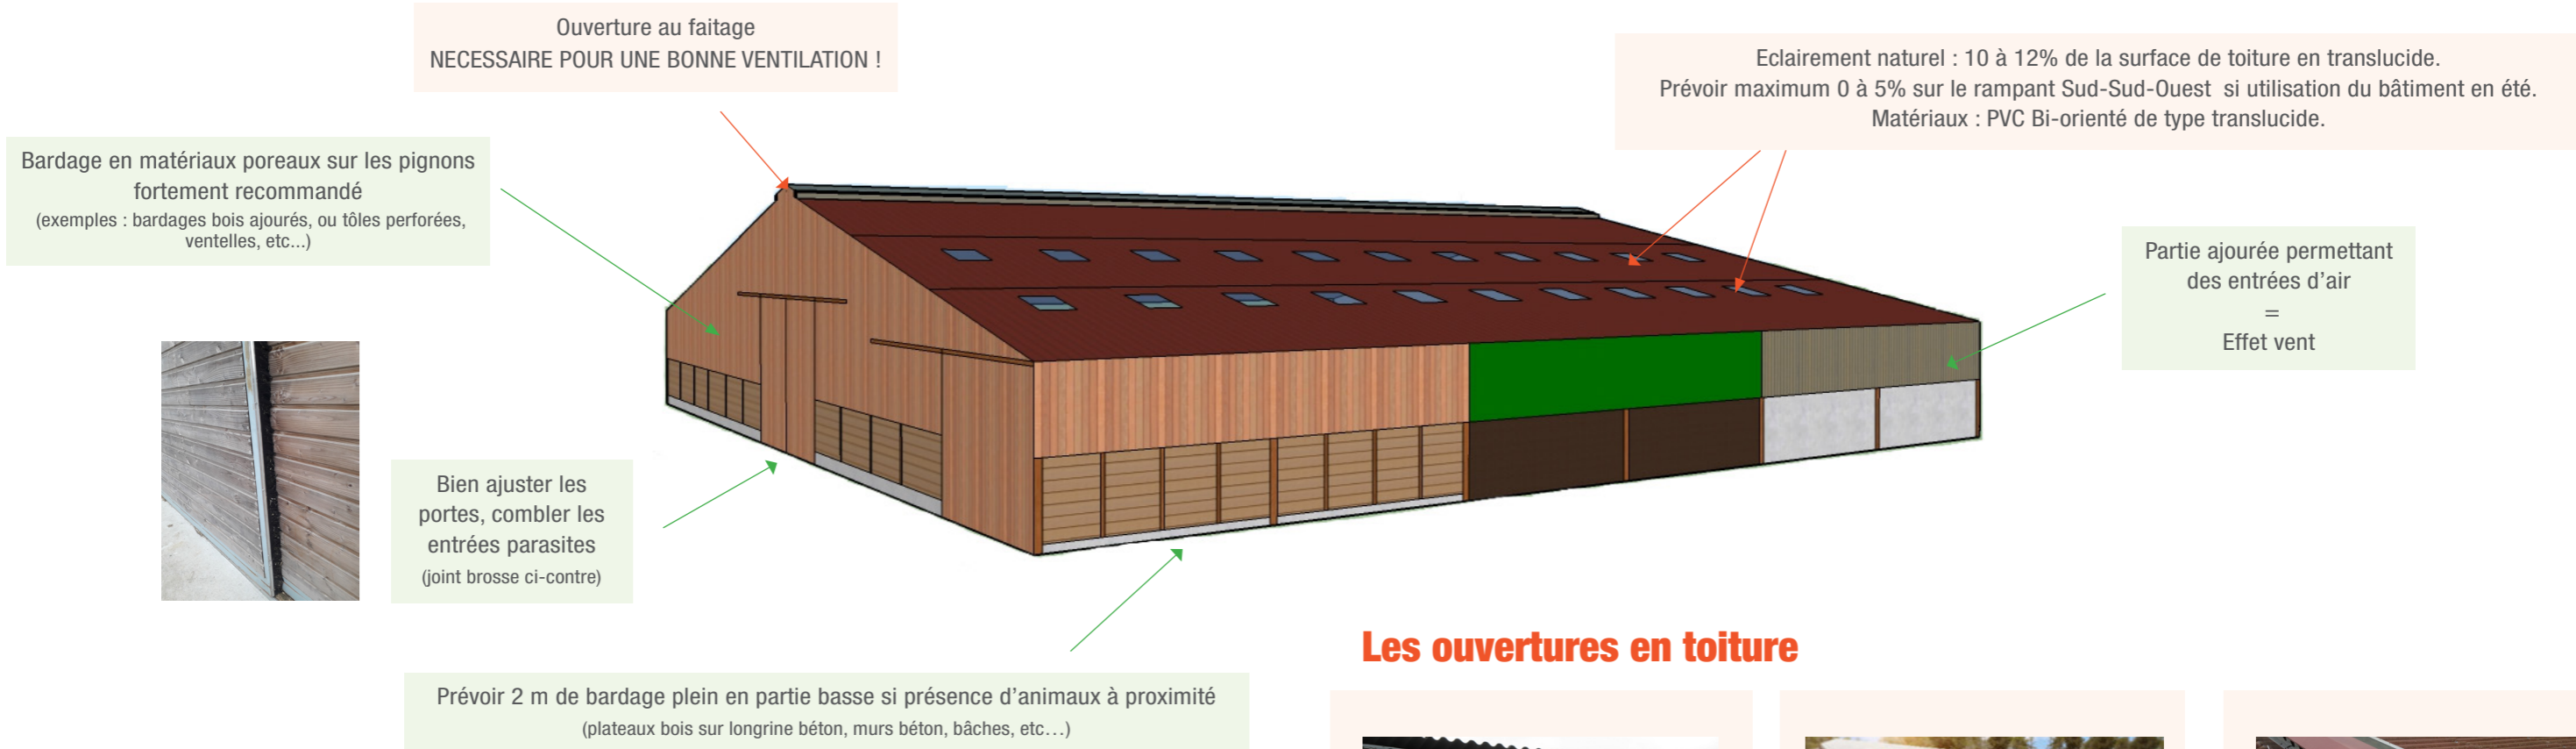 Ouverture au faitage
NECESSAIRE POUR UNE BONNE VENTILATION !
Eclairement naturel : 10 à 12% de la surface de toiture en translucide.
Prévoir maximum 0 à 5% sur le rampant Sud-Sud-Ouest si utilisation du bâtiment en été.
Matériaux : PVC Bi-orienté de type translucide.
Bardage en matériaux poreaux sur les pignons
fortement recommandé
(exemples : bardages bois ajourés, ou tôles perforées,
ventelles, etc...)
Partie ajourée permettant
des entrées d’air
=
Effet vent
Bien ajuster les
portes, combler les
entrées parasites
(joint brosse ci-contre)
Prévoir 2 m de bardage plein en partie basse si présence d’animaux à proximité
(plateaux bois sur longrine béton, murs béton, bâches, etc…)
Les ouvertures en toiture